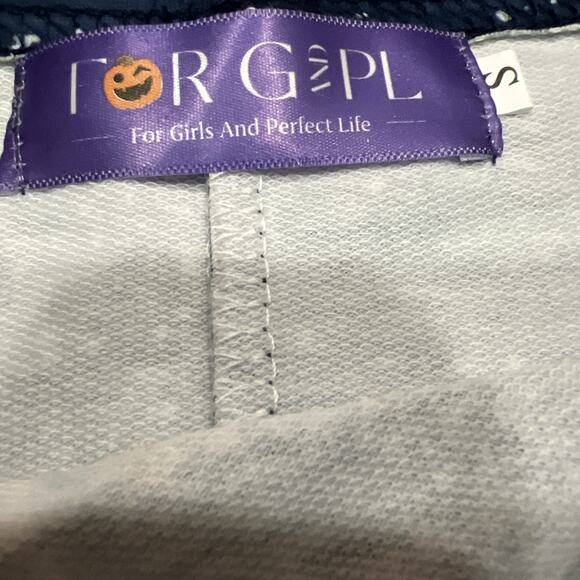 FOR G AND PL
For Girls And Perfect Life
S